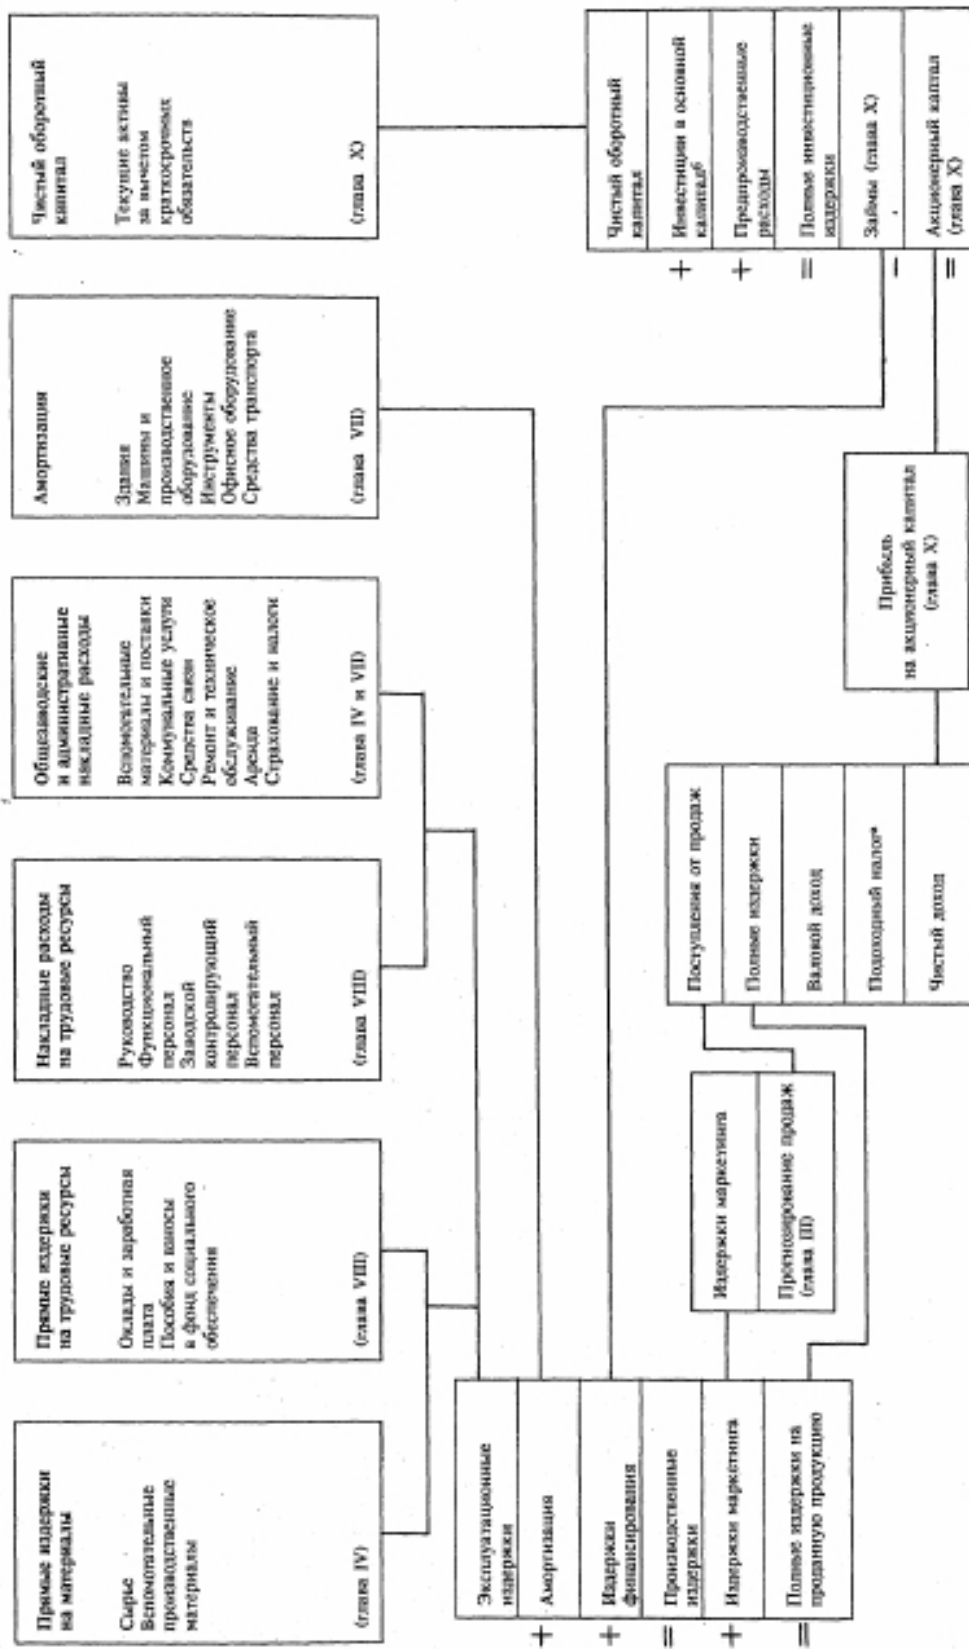 Прямые издержки
на материалы
Сырье
Вспомогательные
производственные
материалы
(глава IV)
Прямые издержки
на трудовые ресурсы
Оклады и заработная
плата
Пособия и взносы
в фонд социального
обеспечения
(глава VIII)
Накладные расходы
на трудовые ресурсы
Руководство
Функциональный
персонал
Заводской
контролирующий
персонал
Вспомогательный
персонал
(глава VIII)
Общезаводские
и административные
накладные расходы
Вспомогательные
материалы и поставки
Коммунальные услуги
Средства связи
Ремонт и техническое
обслуживание
Аренда
Страхование и налоги
(глава IV и VII)
Амортизация
Здания
Машины и
производственное
оборудование
Инструменты
Офисное оборудование
Средства транспорта
(глава VII)
Чистый оборотный
капитал
Текущие активы
за вычетом
краткосрочных
обязательств
(глава X)
Эксплуатационные
издержки
+ Амортизация
+ Издержки
финансирования
= Производственные
издержки
+ Издержки маркетинга
= Полные издержки на
проданную продукцию
Издержки маркетинга
Прогнозирование продаж
(глава III)
Поступления от продаж
Полные издержки
Валовой доход
Подоходный налогª
Чистый доход
Прибыль
на акционерный капитал
(глава X)
Чистый оборотный
капитал
+ Инвестиции в основной
капиталб
+ Предпроизводственные
расходы
= Полные инвестиционные
издержки
− Займы (глава X)
= Акционерный каптал
(глава X)